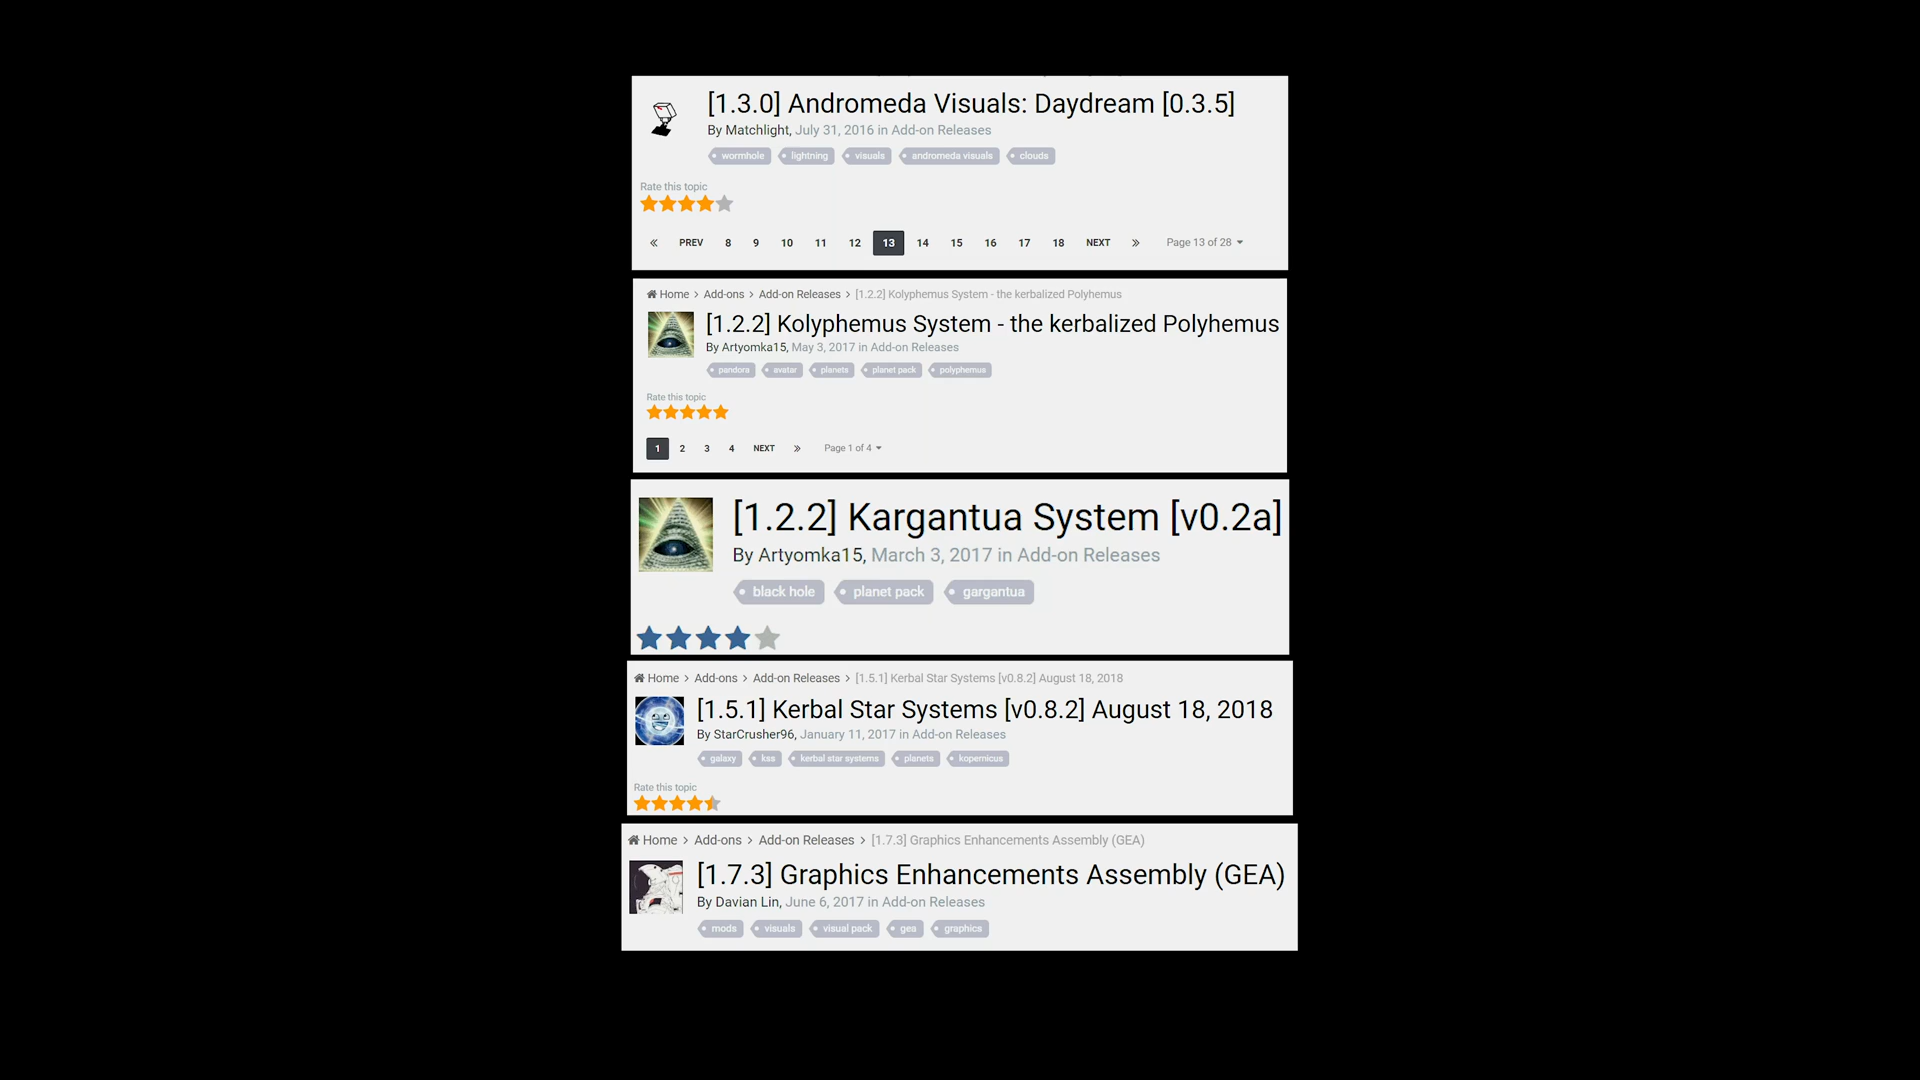 [1.3.0] Andromeda Visuals: Daydream [0.3.5]
By Matchlight, July 31, 2016 in Add-on Releases
wormhole lightning visuals andromeda visuals clouds
Rate this topic
« PREV 8 9 10 11 12 13 14 15 16 17 18 NEXT » Page 13 of 28
Home > Add-ons > Add-on Releases > [1.2.2] Kolyphemus System - the kerbalized Polyhemus
[1.2.2] Kolyphemus System - the kerbalized Polyhemus
By Artyomka15, May 3, 2017 in Add-on Releases
pandora avatar planets planet pack polyphemus
Rate this topic
1 2 3 4 NEXT » Page 1 of 4
[1.2.2] Kargantua System [v0.2a]
By Artyomka15, March 3, 2017 in Add-on Releases
black hole planet pack gargantua
Home > Add-ons > Add-on Releases > [1.5.1] Kerbal Star Systems [v0.8.2] August 18, 2018
[1.5.1] Kerbal Star Systems [v0.8.2] August 18, 2018
By StarCrusher96, January 11, 2017 in Add-on Releases
galaxy kss kerbal star systems planets kopernicus
Rate this topic
Home > Add-ons > Add-on Releases > [1.7.3] Graphics Enhancements Assembly (GEA)
[1.7.3] Graphics Enhancements Assembly (GEA)
By Davian Lin, June 6, 2017 in Add-on Releases
mods visuals visual pack gea graphics